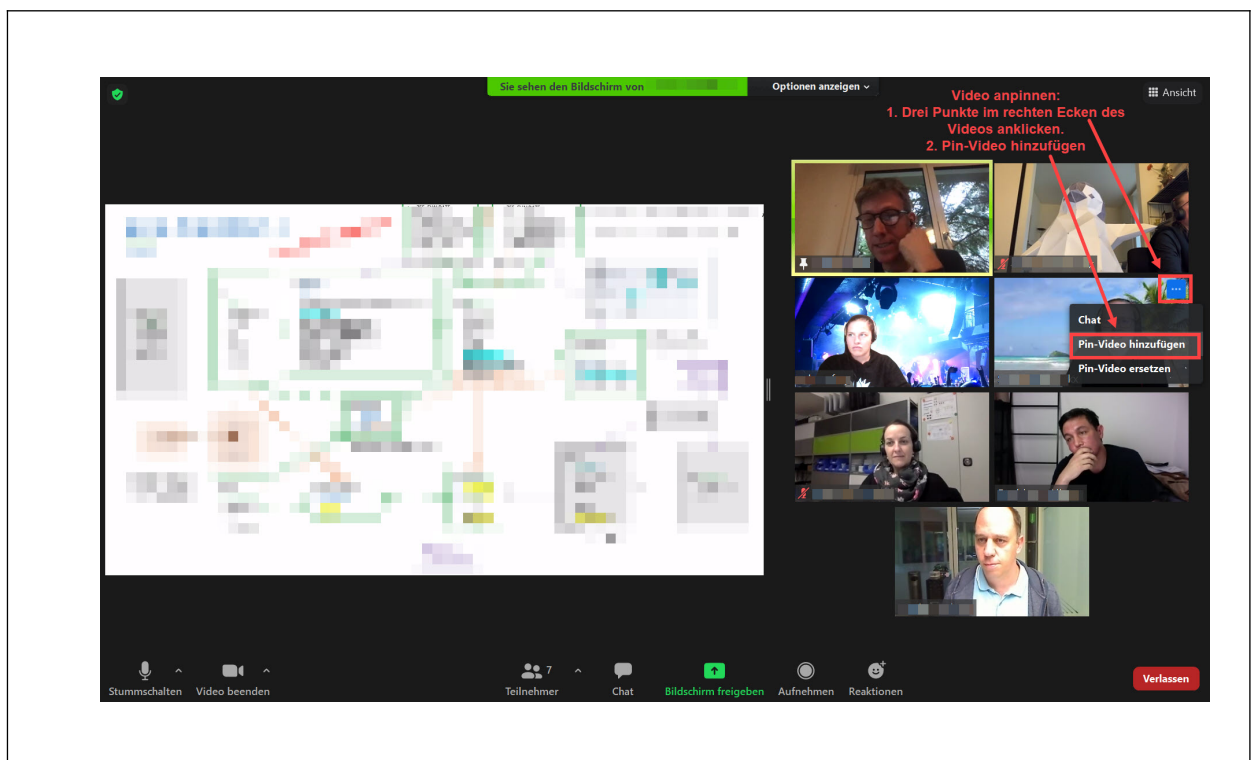 Sie sehen den Bildschirm von
Optionen anzeigen
Ansicht
Video anpinnen:
1. Drei Punkte im rechten Ecken des
Videos anklicken.
2. Pin-Video hinzufügen
Chat
Pin-Video hinzufügen
Pin-Video ersetzen
Stummschalten
Video beenden
7
Teilnehmer
Chat
Bildschirm freigeben
Aufnehmen
Reaktionen
Verlassen